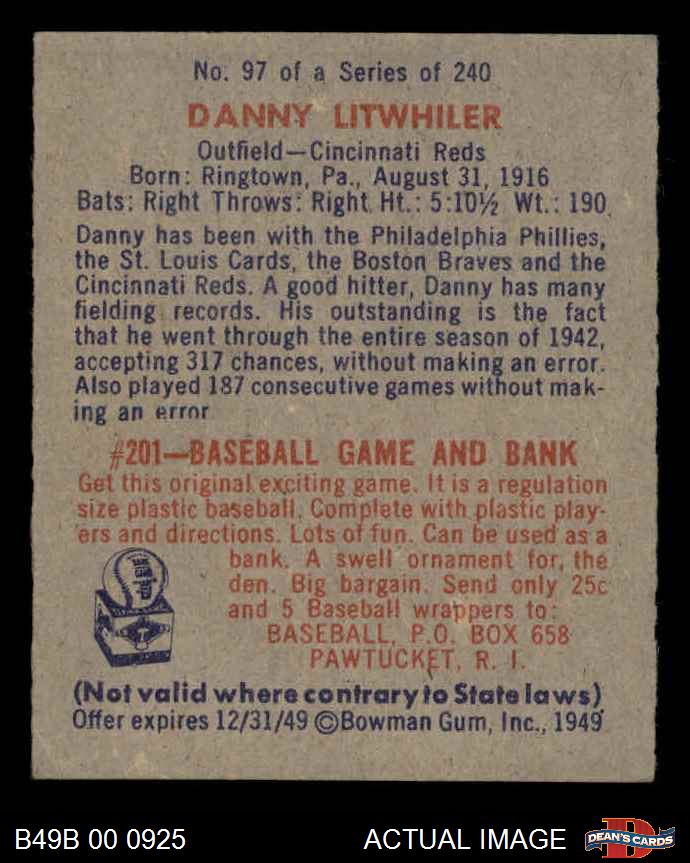 No. 97 of a Series of 240
DANNY LITWHILER
Outfield—Cincinnati Reds
Born: Ringtown, Pa., August 31, 1916
Bats: Right Throws: Right Ht.: 5:10½ Wt.: 190
Danny has been with the Philadelphia Phillies,
the St. Louis Cards, the Boston Braves and the
Cincinnati Reds. A good hitter, Danny has many
fielding records. His outstanding is the fact
that he went through the entire season of 1942,
accepting 317 chances, without making an error.
Also played 187 consecutive games without mak-
ing an error
#201—BASEBALL GAME AND BANK
Get this original exciting game. It is a regulation
size plastic baseball. Complete with plastic play-
ers and directions. Lots of fun. Can be used as a
bank. A swell ornament for, the
den. Big bargain. Send only 25c
and 5 Baseball wrappers to:
BASEBALL, P.O. BOX 658
PAWTUCKET, R. I.
(Not valid where contrary to State laws)
Offer expires 12/31/49 ©Bowman Gum, Inc., 1949
B49B 00 0925
ACTUAL IMAGE
DEAN'S CARDS